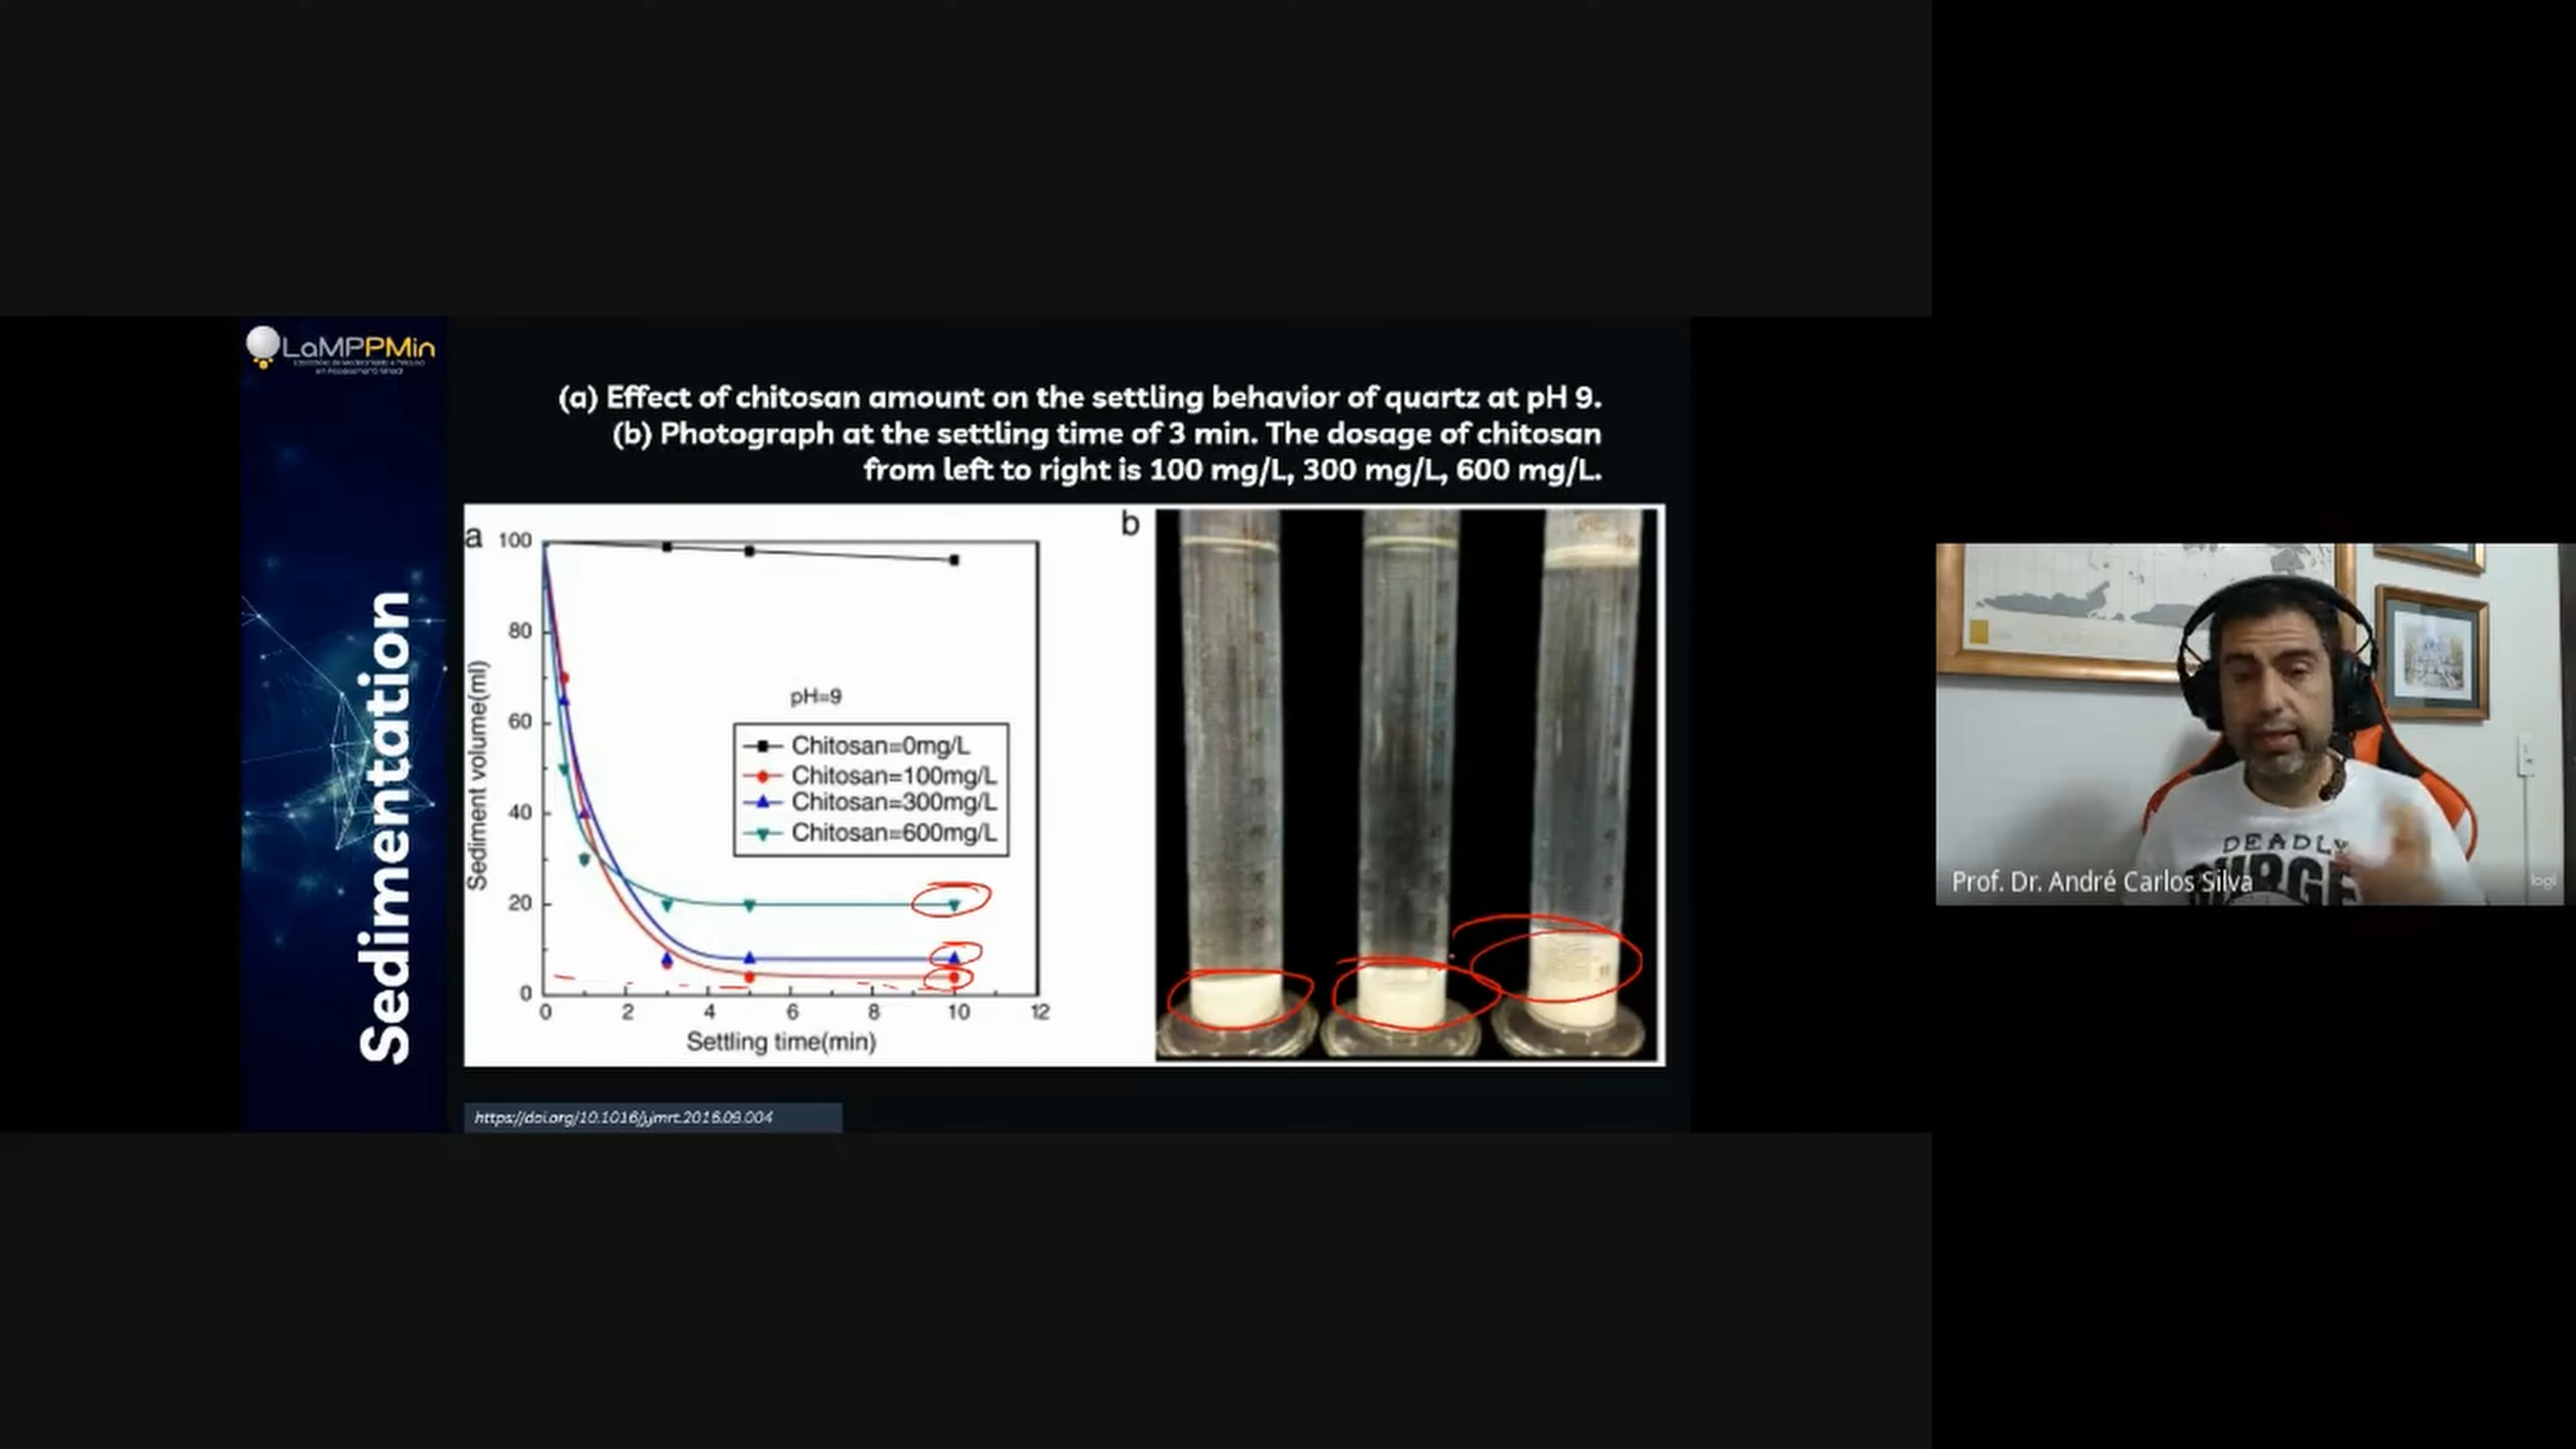 LaMPPMin
(a) Effect of chitosan amount on the settling behavior of quartz at pH 9.
(b) Photograph at the settling time of 3 min. The dosage of chitosan
from left to right is 100 mg/L, 300 mg/L, 600 mg/L.
Sedimentation
a
100
80
60
40
20
0
Sediment volume(ml)
pH=9
Chitosan=0mg/L
Chitosan=100mg/L
Chitosan=300mg/L
Chitosan=600mg/L
0 2 4 6 8 10 12
Settling time(min)
b
https://doi.org/10.1016/j.jmrt.2016.09.004
DEADLY
Prof. Dr. André Carlos Silva
logi